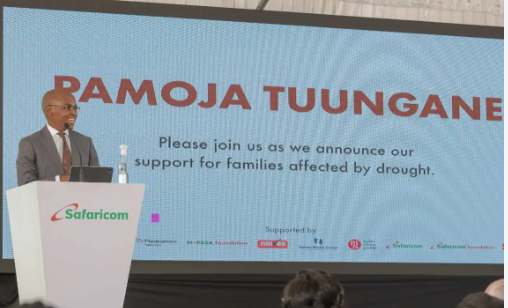 PAMOJA TUUNGANE
Please join us as we announce our
support for families affected by drought.
Safaricom
Supported by
M-PESA foundation
Safaricom
Safaricom foundation